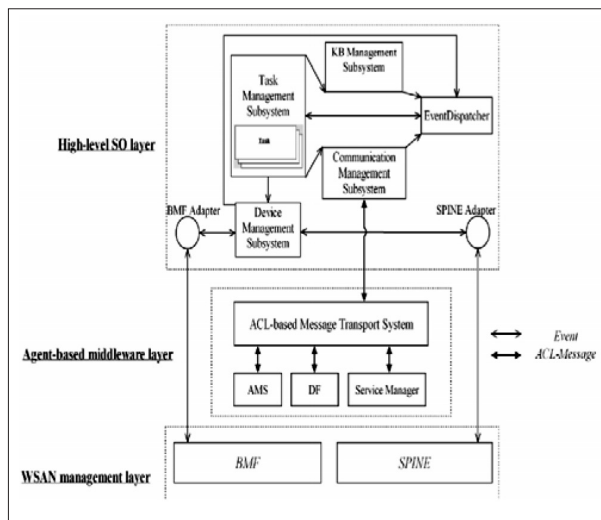 KB Management
Subsystem
Task
Management
Subsystem
Task
EventDispatcher
High-level SO layer
Communication
Management
Subsystem
BMF Adapter
Device
Management
Subsystem
SPINE Adapter
ACL-based Message Transport System
Event
ACL-Message
Agent-based middleware layer
AMS
DF
Service Manager
BMF
SPINE
WSAN management layer